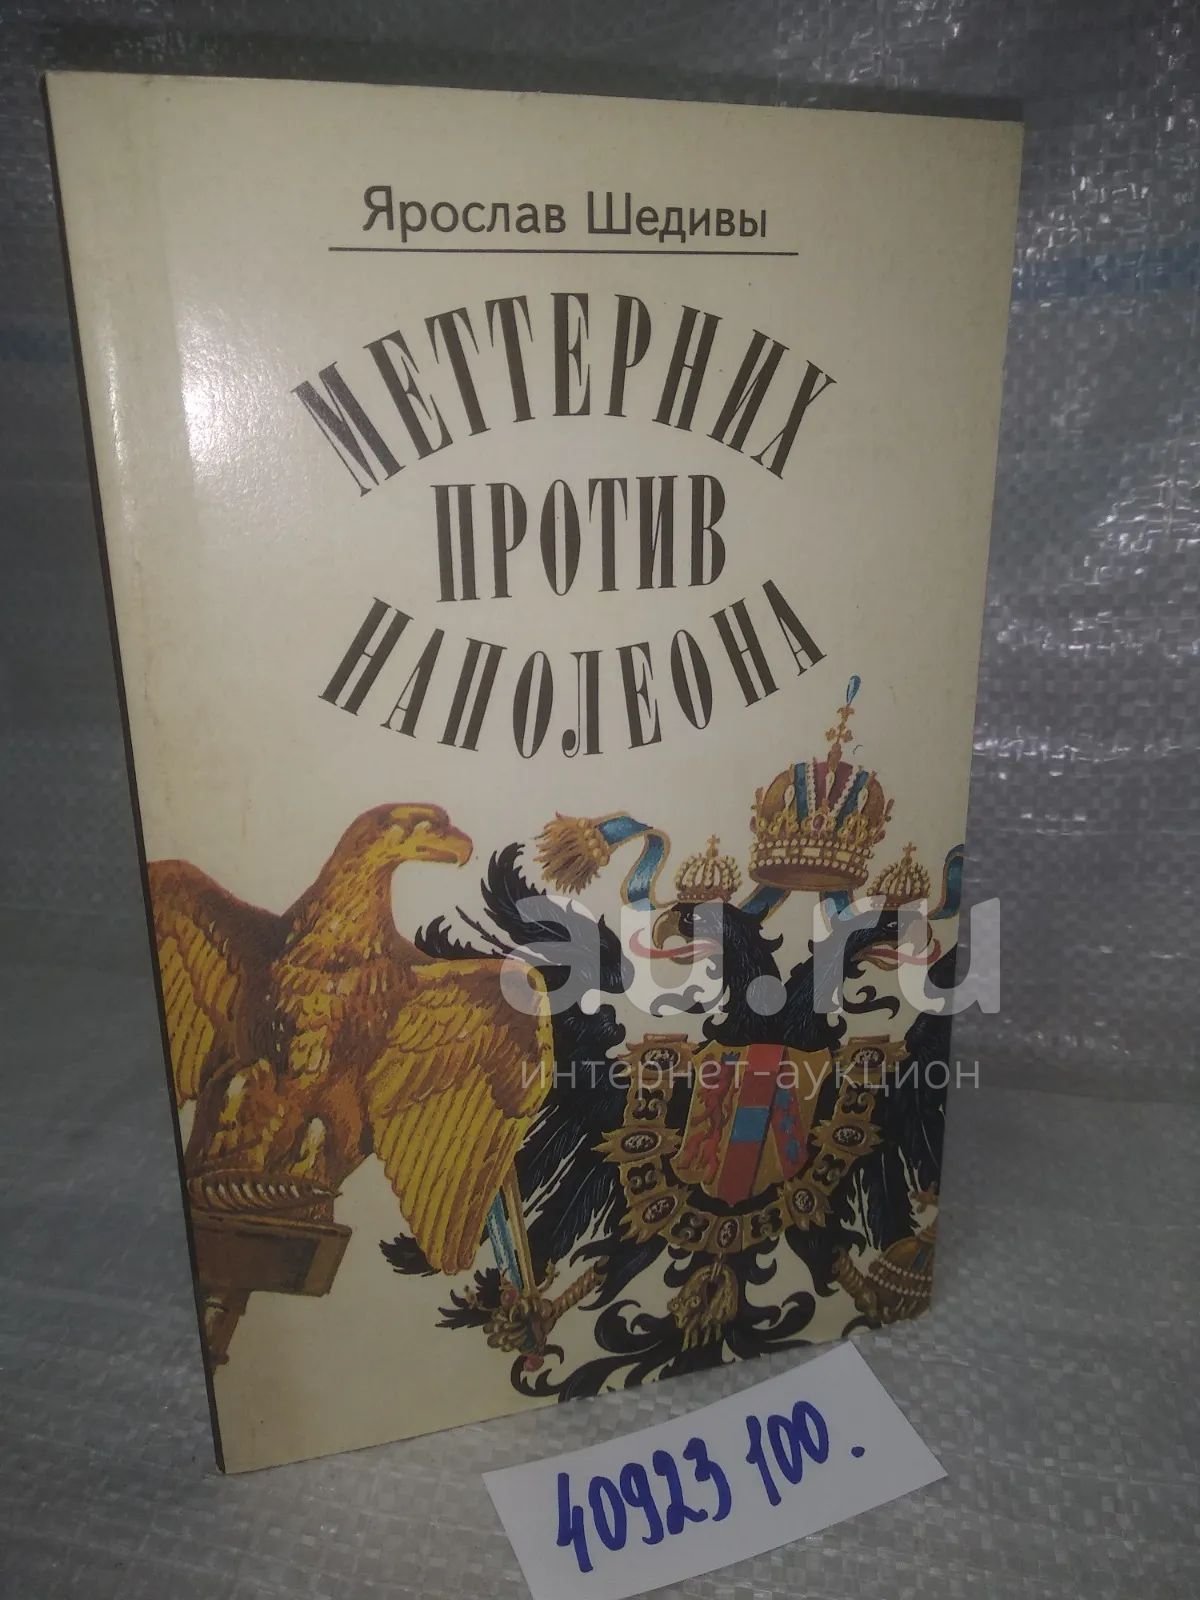 Ярослав Шедивы
МЕТТЕРНИХ
ПРОТИВ
НАПОЛЕОНА
au.ru
интернет-аукцион
40923 100.